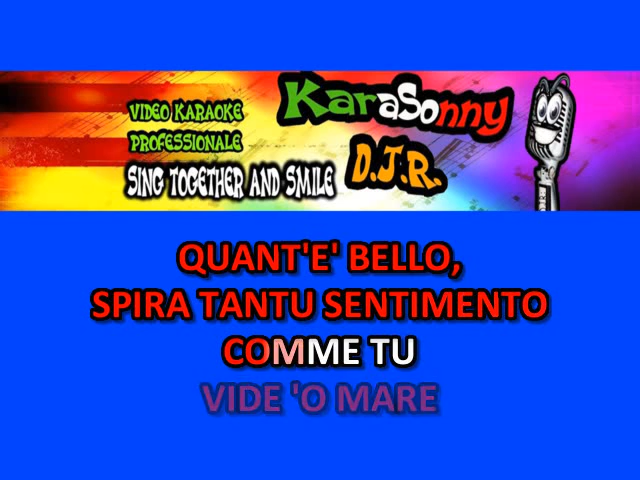 VIDEO KARAOKE
PROFESSIONALE
SING TOGETHER AND SMILE
KaraSonny
D.J.R.
QUANT'E' BELLO,
SPIRA TANTU SENTIMENTO
COMME TU
VIDE 'O MARE